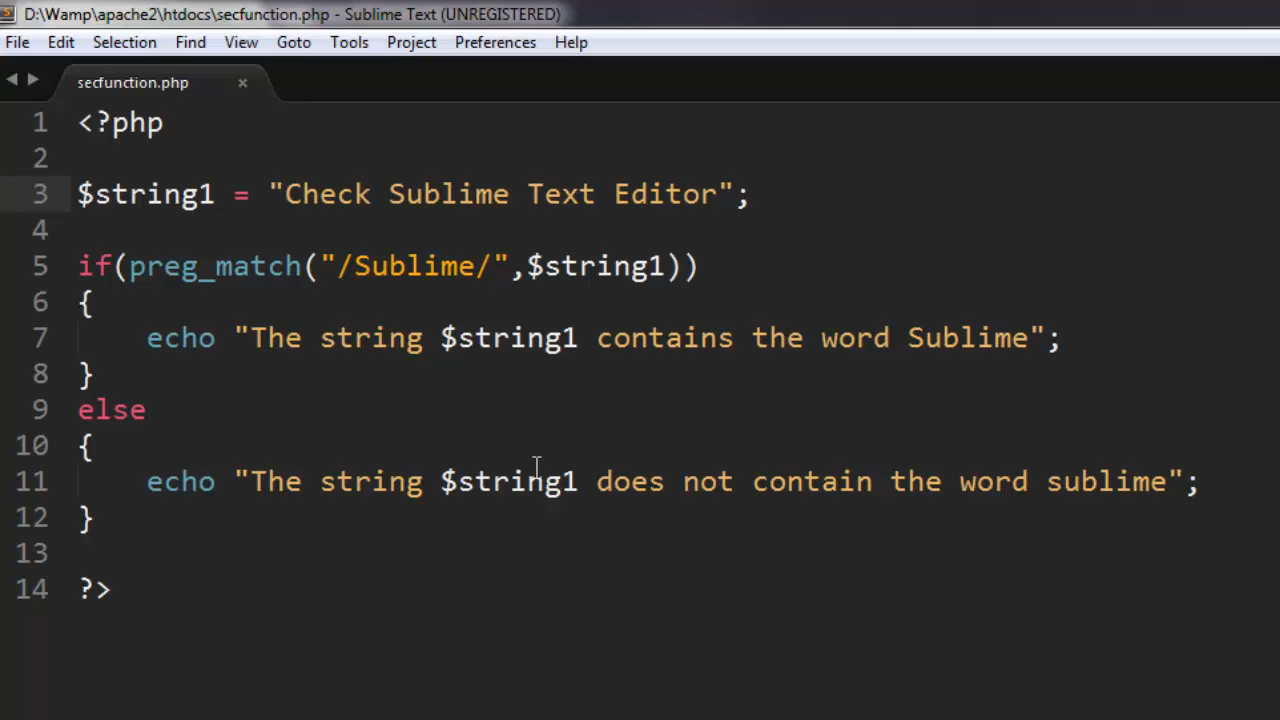 D:\Wamp\apache2\htdocs\secfunction.php - Sublime Text (UNREGISTERED)
File Edit Selection Find View Goto Tools Project Preferences Help
secfunction.php ×
1 <?php
2
3 $string1 = "Check Sublime Text Editor";
4
5 if(preg_match("/Sublime/",$string1))
6 {
7     echo "The string $string1 contains the word Sublime";
8 }
9 else
10 {
11     echo "The string $string1 does not contain the word sublime";
12 }
13
14 ?>